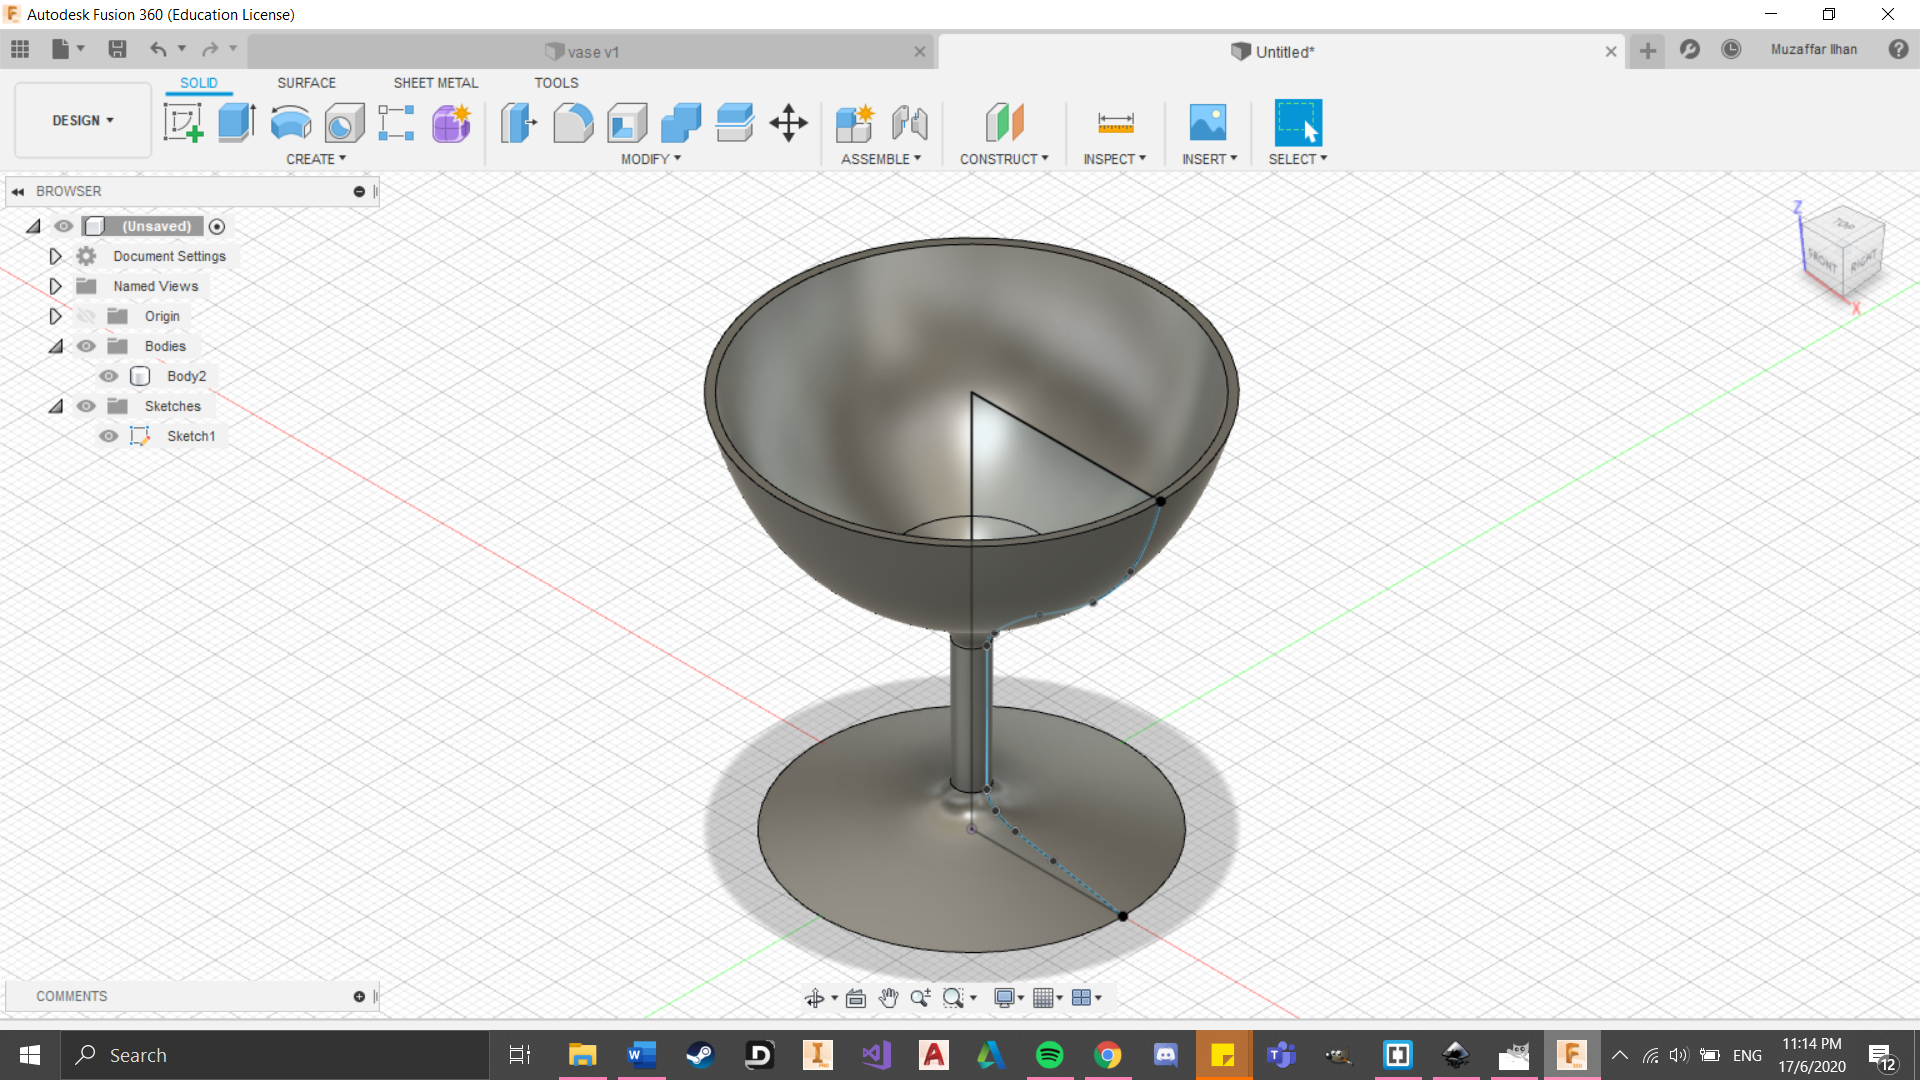 Autodesk Fusion 360 (Education License)
vase v1
Untitled*
Muzaffar Ilhan
SOLID
SURFACE
SHEET METAL
TOOLS
DESIGN
CREATE
MODIFY
ASSEMBLE
CONSTRUCT
INSPECT
INSERT
SELECT
BROWSER
(Unsaved)
Document Settings
Named Views
Origin
Bodies
Body2
Sketches
Sketch1
Z
TOP
FRONT
RIGHT
X
COMMENTS
Search
ENG
11:14 PM
17/6/2020
12